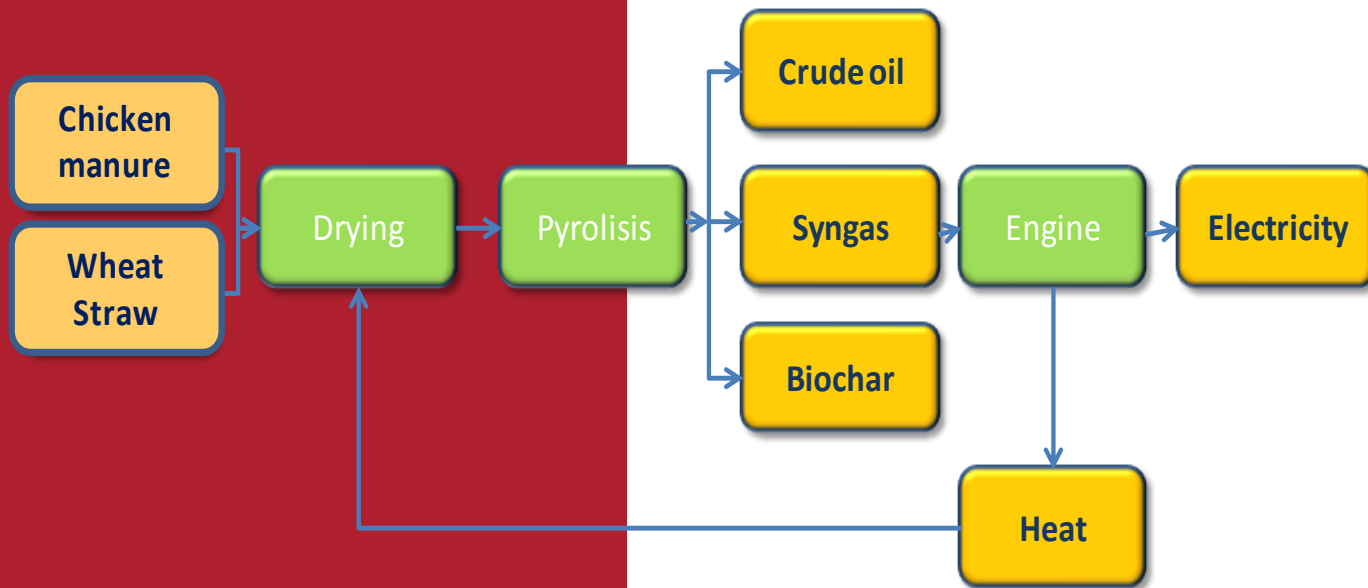 Chicken
manure
Wheat
Straw
Drying
Pyrolisis
Crude oil
Syngas
Biochar
Engine
Electricity
Heat